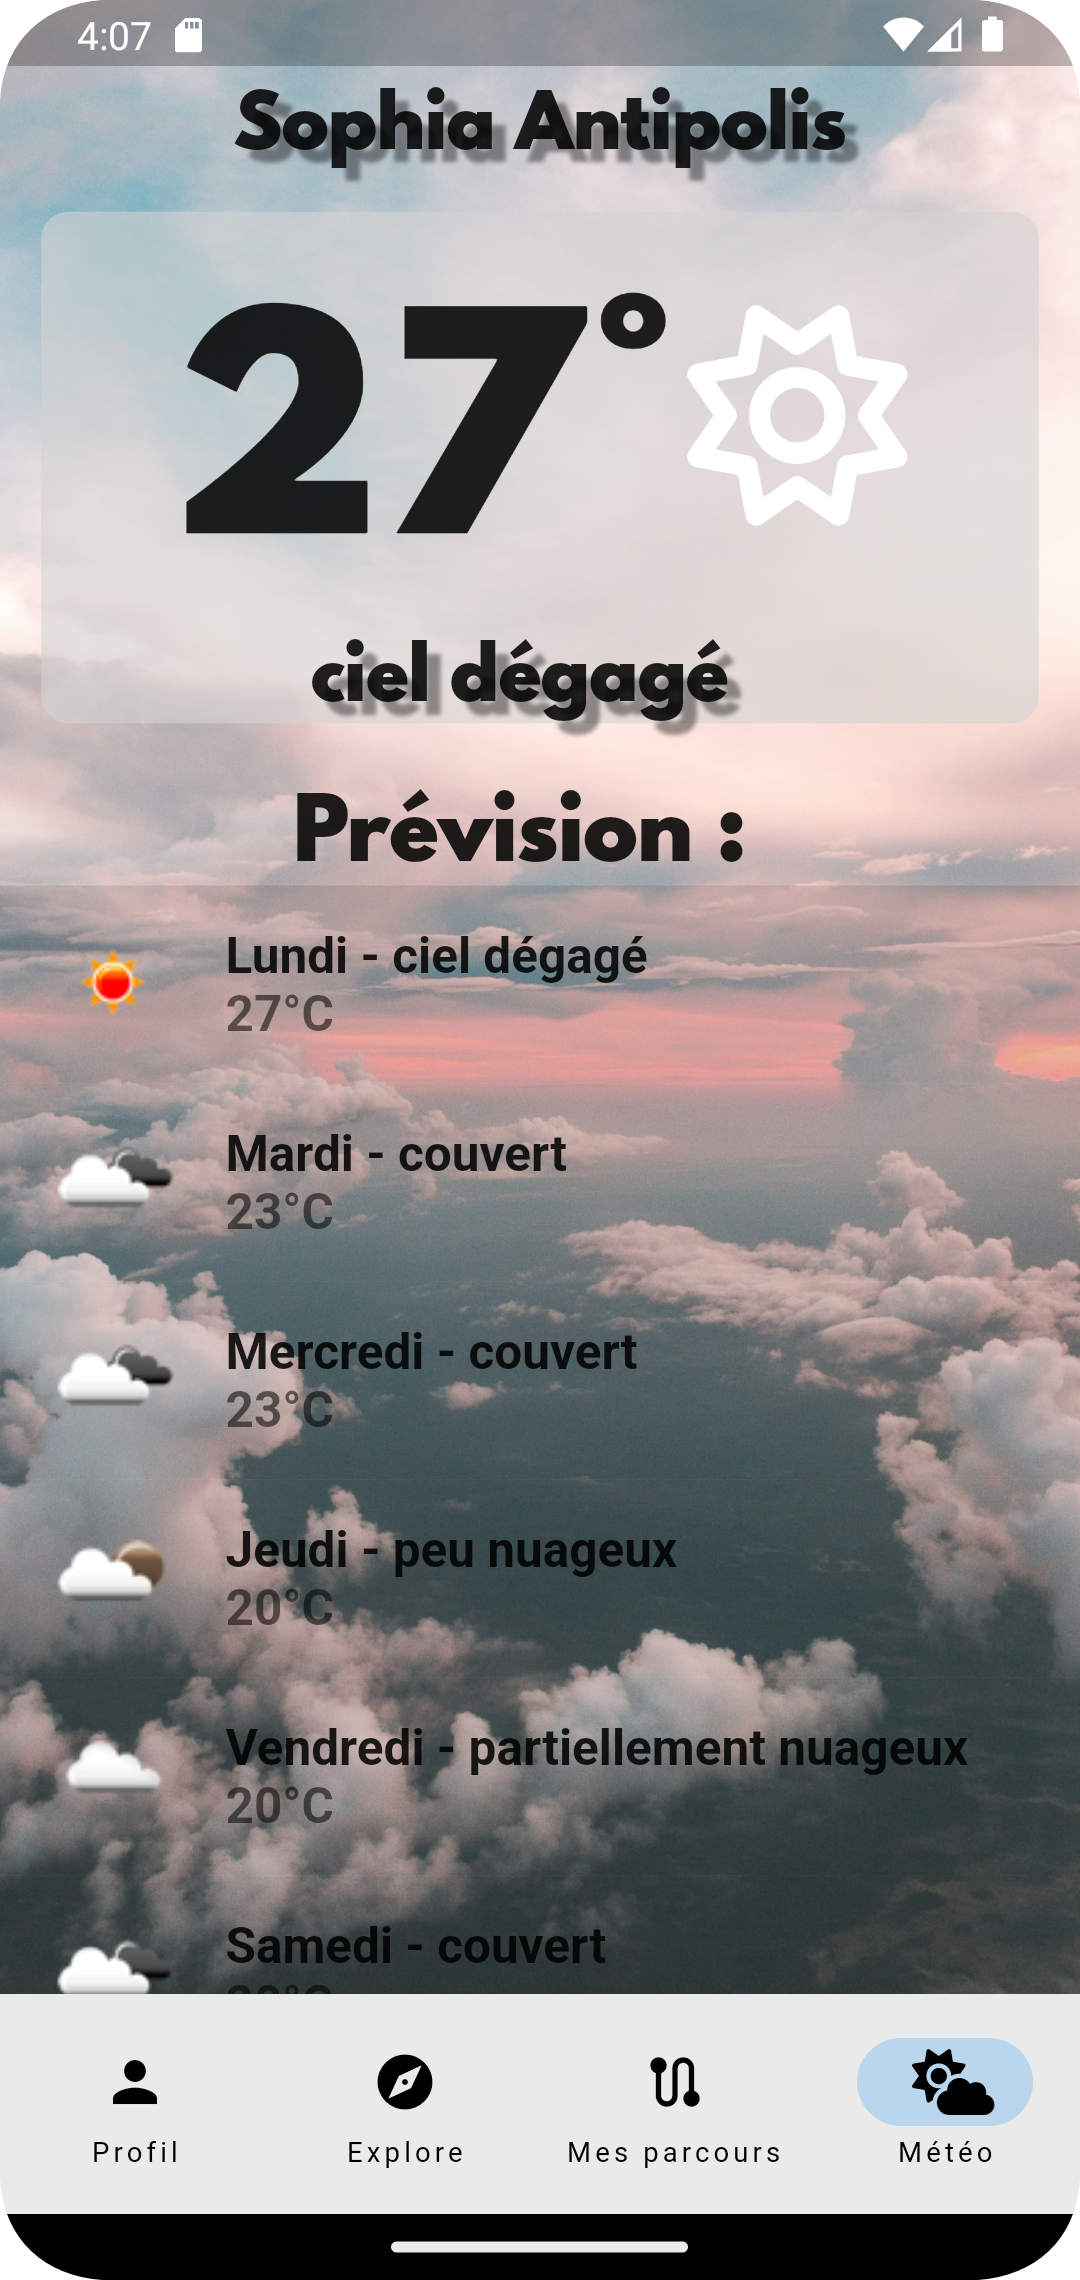 4:07
Sophia Antipolis
27°
ciel dégagé
Prévision :
Lundi - ciel dégagé
27°C
Mardi - couvert
23°C
Mercredi - couvert
23°C
Jeudi - peu nuageux
20°C
Vendredi - partiellement nuageux
20°C
Samedi - couvert
Profil
Explore
Mes parcours
Météo